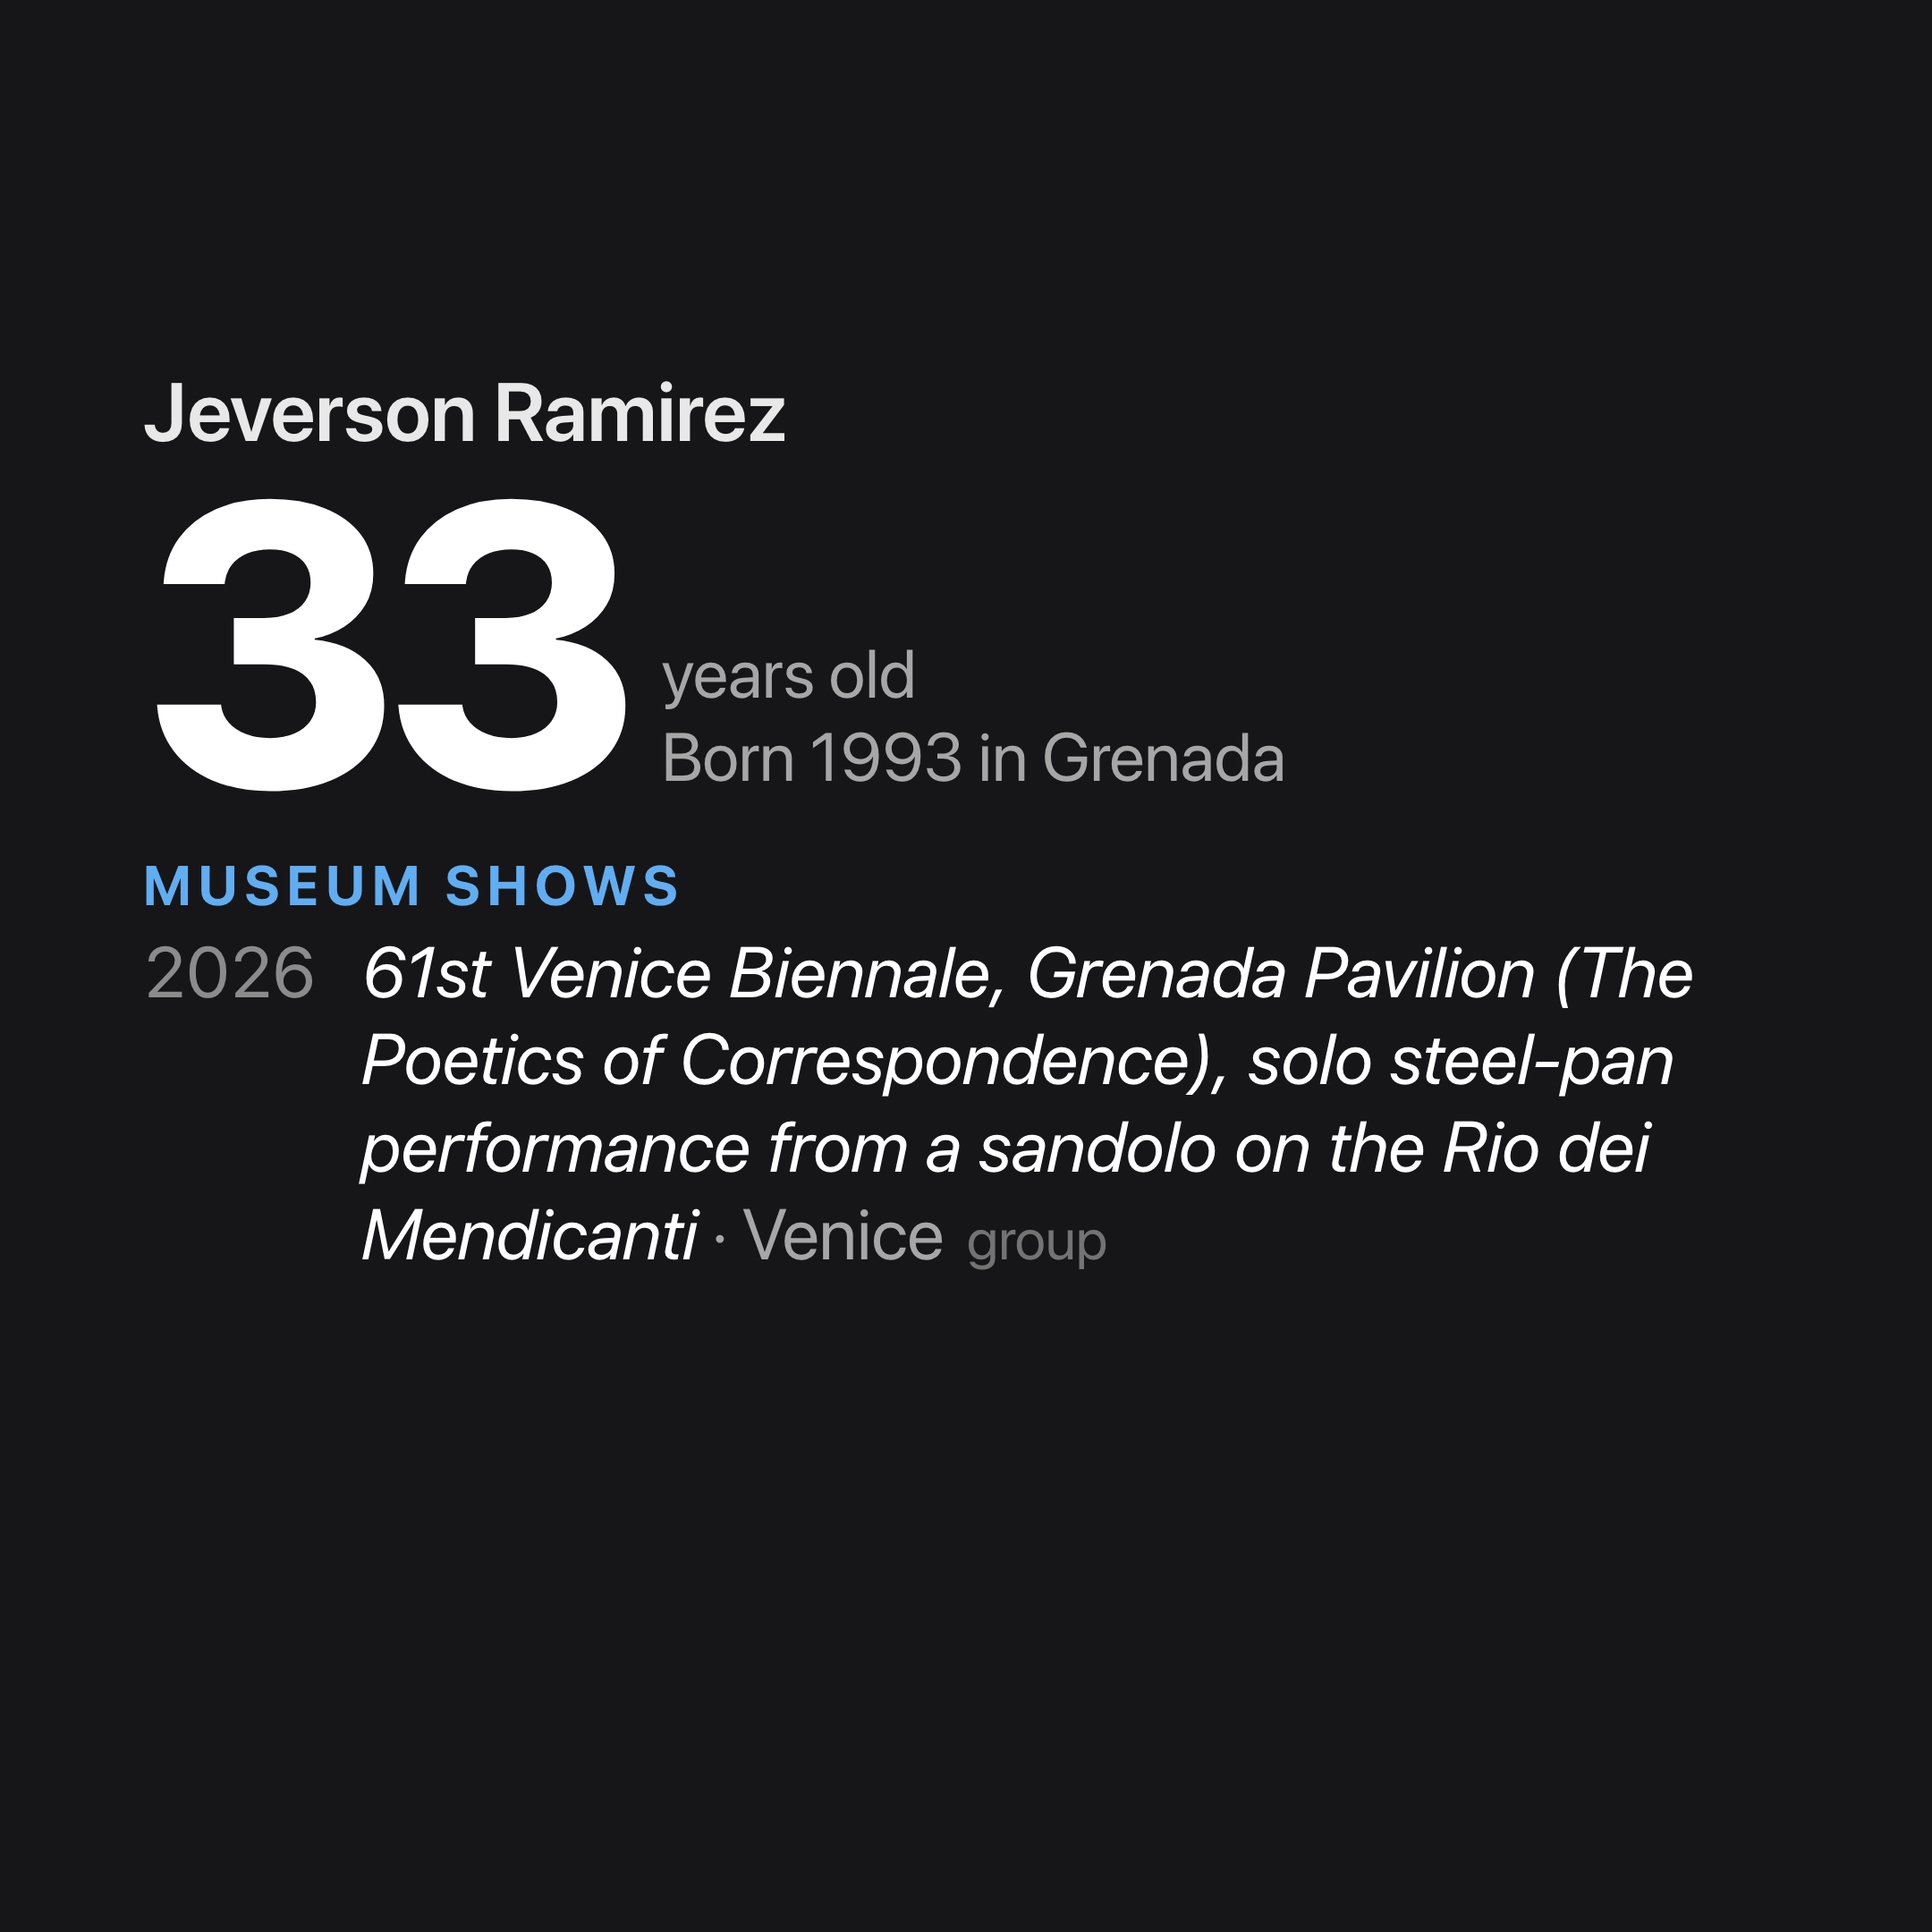 Jeverson Ramirez
33 years old
Born 1993 in Grenada
MUSEUM SHOWS
2026 61st Venice Biennale, Grenada Pavilion (The
Poetics of Correspondence), solo steel-pan
performance from a sandolo on the Rio dei
Mendicanti · Venice group